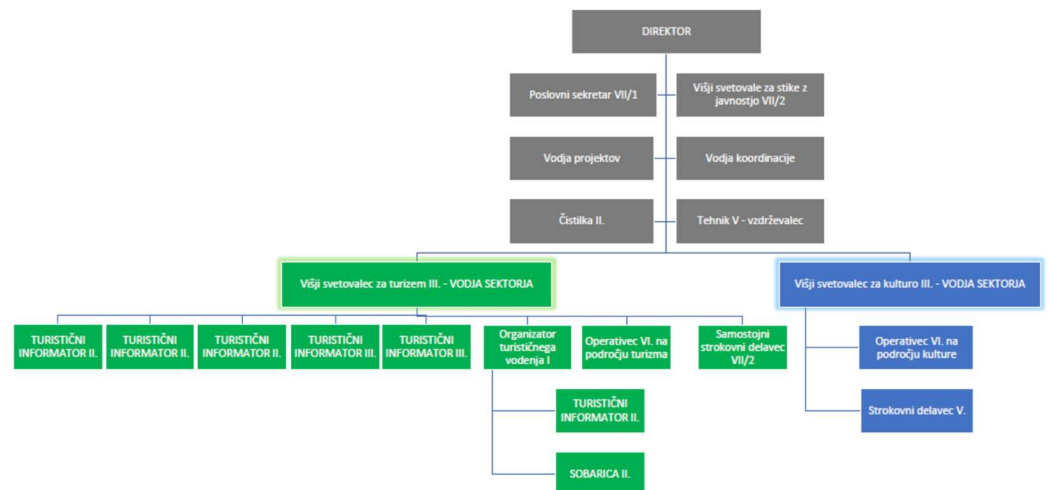 DIREKTOR
Poslovni sekretar VII/1
Višji svetovale za stike z
javnostjo VII/2
Vodja projektov
Vodja koordinacije
Čistilka II.
Tehnik V - vzdrževalec
Višji svetovalec za turizem III. - VODJA SEKTORJA
Višji svetovalec za kulturo III. - VODJA SEKTORJA
TURISTIČNI
INFORMATOR II.
TURISTIČNI
INFORMATOR II.
TURISTIČNI
INFORMATOR II.
TURISTIČNI
INFORMATOR III.
TURISTIČNI
INFORMATOR III.
Organizator
turističnega
vodenja I
Operativec VI. na
področju turizma
Samostojni
strokovni delavec
VII/2
Operativec VI. na
področju kulture
TURISTIČNI
INFORMATOR II.
Strokovni delavec V.
SOBARICA II.